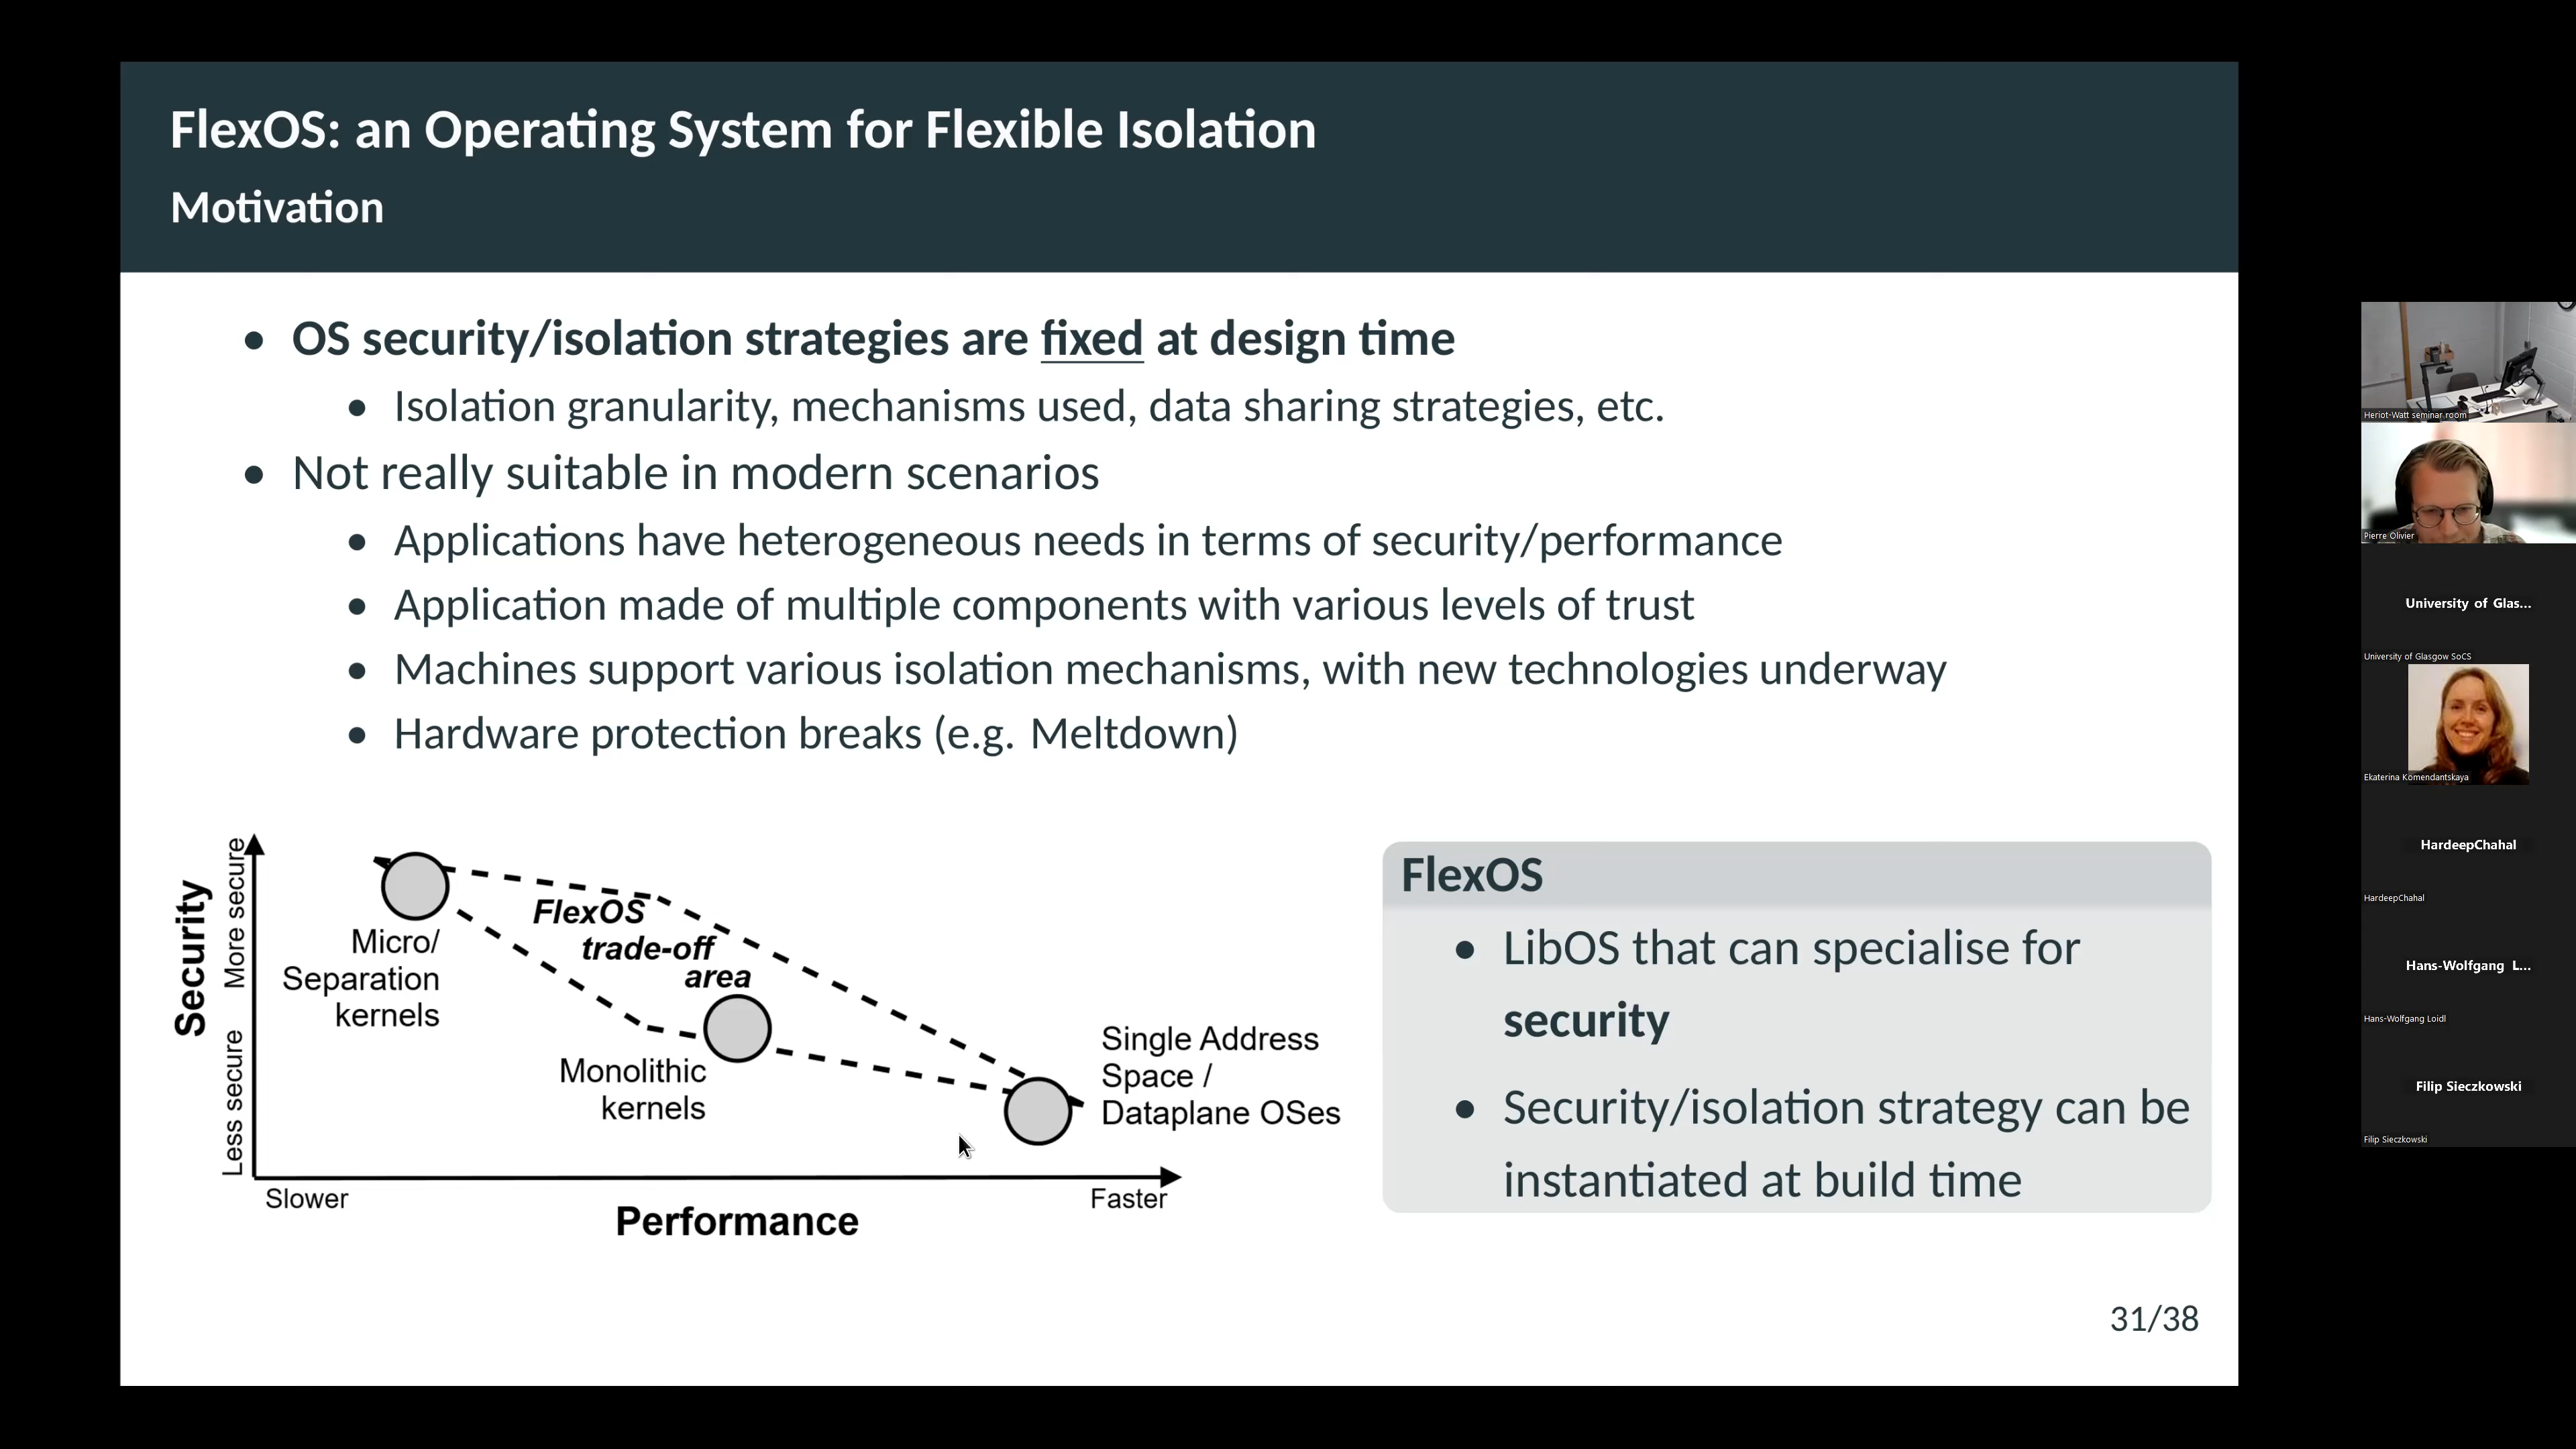 FlexOS: an Operating System for Flexible Isolation
Motivation
• OS security/isolation strategies are fixed at design time
• Isolation granularity, mechanisms used, data sharing strategies, etc.
• Not really suitable in modern scenarios
• Applications have heterogeneous needs in terms of security/performance
• Application made of multiple components with various levels of trust
• Machines support various isolation mechanisms, with new technologies underway
• Hardware protection breaks (e.g. Meltdown)
Security
More secure
Less secure
Micro/
Separation
kernels
FlexOS
trade-off
area
Monolithic
kernels
Single Address
Space /
Dataplane OSes
Slower
Faster
Performance
FlexOS
• LibOS that can specialise for
security
• Security/isolation strategy can be
instantiated at build time
31/38
Heriot-Watt seminar room
Pierre Olivier
University of Glas...
University of Glasgow SoCS
Ekaterina Komendantskaya
HardeepChahal
HardeepChahal
Hans-Wolfgang L...
Hans-Wolfgang Loidl
Filip Sieczkowski
Filip Sieczkowski